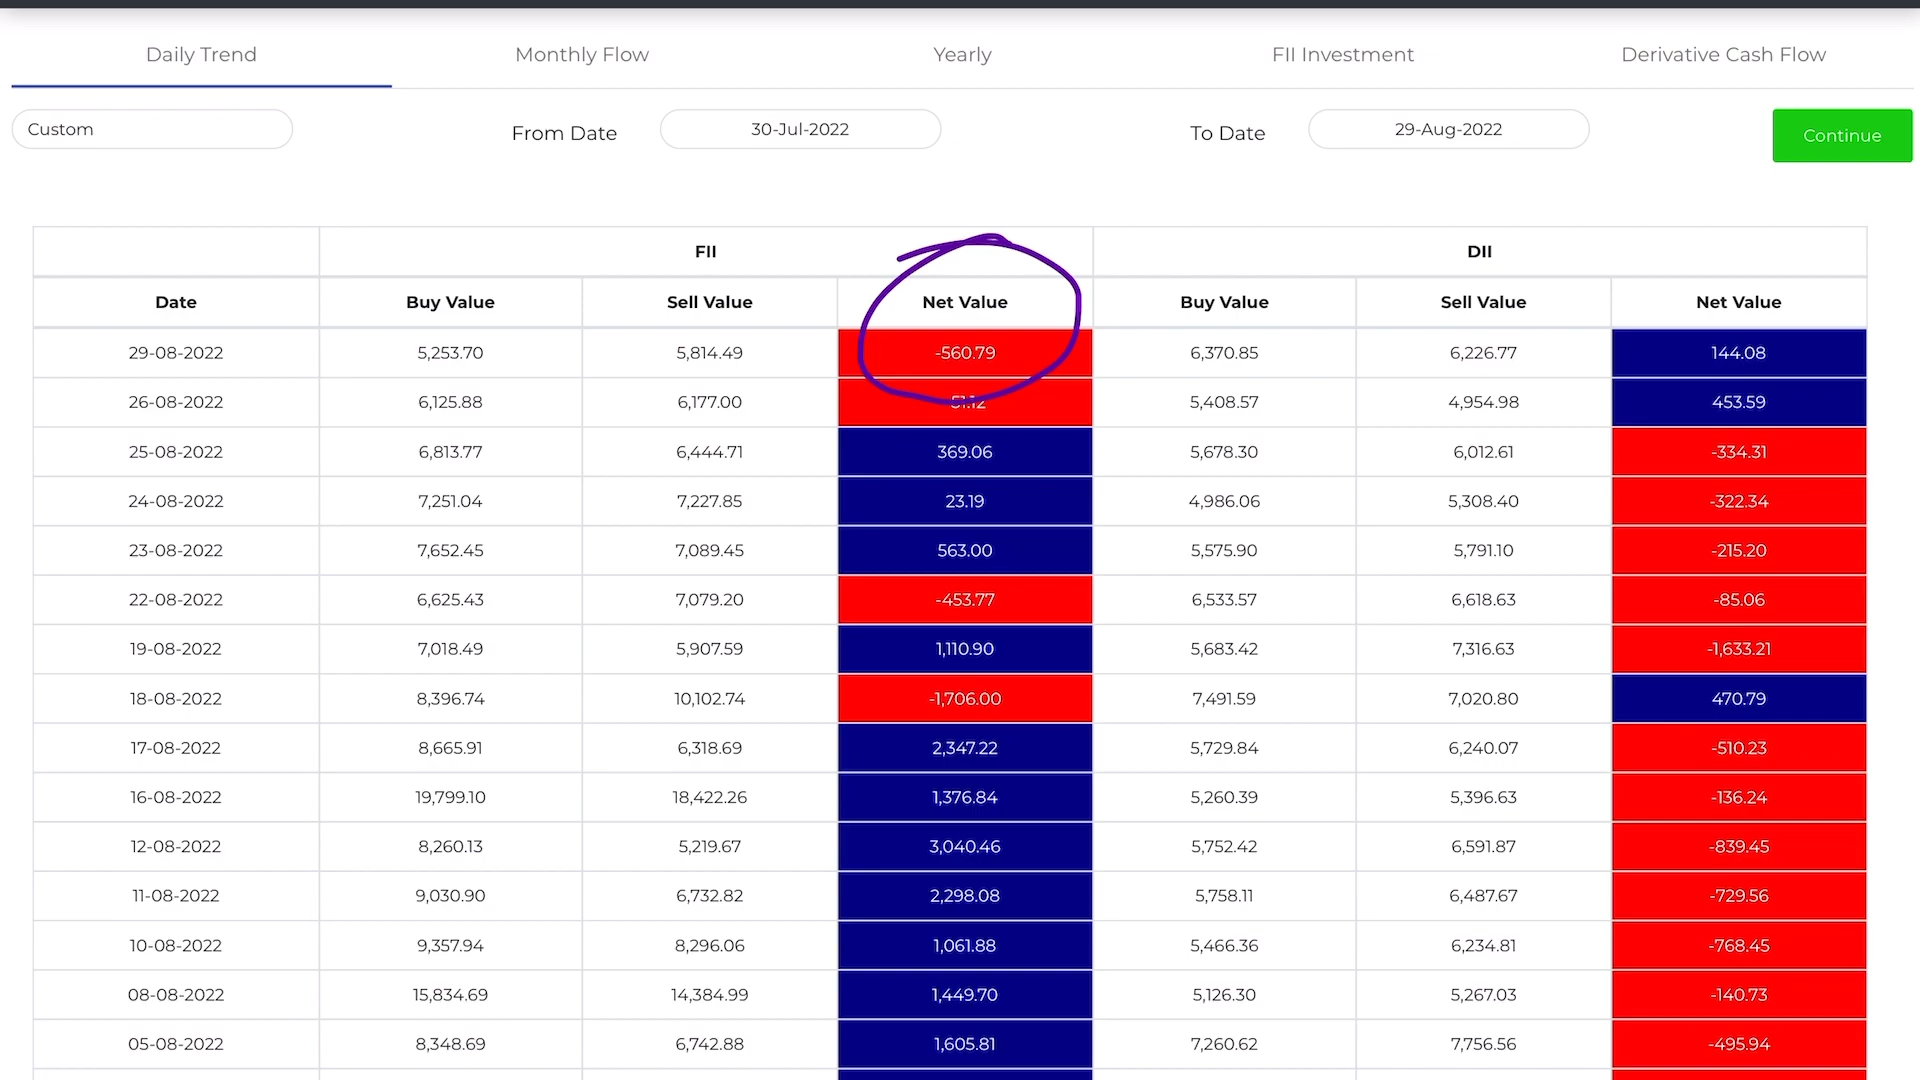 Daily Trend Monthly Flow Yearly FII Investment Derivative Cash Flow
Custom From Date 30-Jul-2022 To Date 29-Aug-2022 Continue
FII DII
Date Buy Value Sell Value Net Value Buy Value Sell Value Net Value
29-08-2022 5,253.70 5,814.49 -560.79 6,370.85 6,226.77 144.08
26-08-2022 6,125.88 6,177.00 -51.12 5,408.57 4,954.98 453.59
25-08-2022 6,813.77 6,444.71 369.06 5,678.30 6,012.61 -334.31
24-08-2022 7,251.04 7,227.85 23.19 4,986.06 5,308.40 -322.34
23-08-2022 7,652.45 7,089.45 563.00 5,575.90 5,791.10 -215.20
22-08-2022 6,625.43 7,079.20 -453.77 6,533.57 6,618.63 -85.06
19-08-2022 7,018.49 5,907.59 1,110.90 5,683.42 7,316.63 -1,633.21
18-08-2022 8,396.74 10,102.74 -1,706.00 7,491.59 7,020.80 470.79
17-08-2022 8,665.91 6,318.69 2,347.22 5,729.84 6,240.07 -510.23
16-08-2022 19,799.10 18,422.26 1,376.84 5,260.39 5,396.63 -136.24
12-08-2022 8,260.13 5,219.67 3,040.46 5,752.42 6,591.87 -839.45
11-08-2022 9,030.90 6,732.82 2,298.08 5,758.11 6,487.67 -729.56
10-08-2022 9,357.94 8,296.06 1,061.88 5,466.36 6,234.81 -768.45
08-08-2022 15,834.69 14,384.99 1,449.70 5,126.30 5,267.03 -140.73
05-08-2022 8,348.69 6,742.88 1,605.81 7,260.62 7,756.56 -495.94